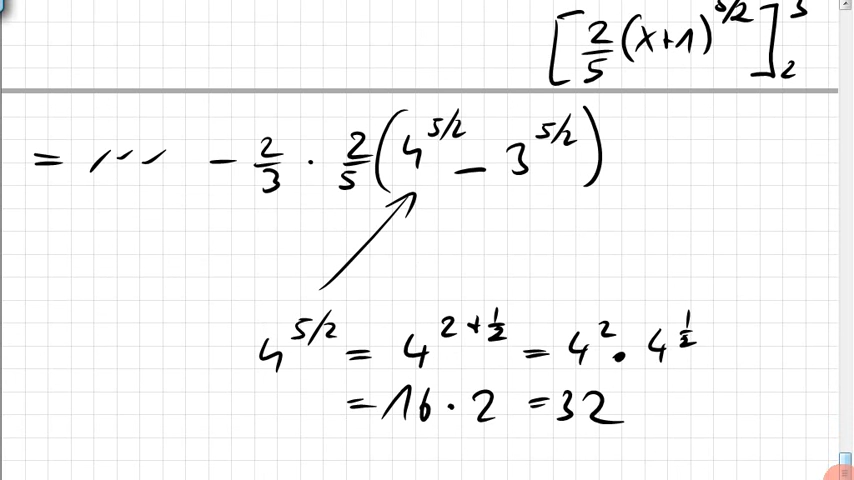 [2/5 (x+1)^5/2]_2^3
= ··· - 2/3 · 2/5 (4^5/2 - 3^5/2)
4^5/2 = 4^2+1/2 = 4^2 · 4^1/2
= 16 · 2 = 32